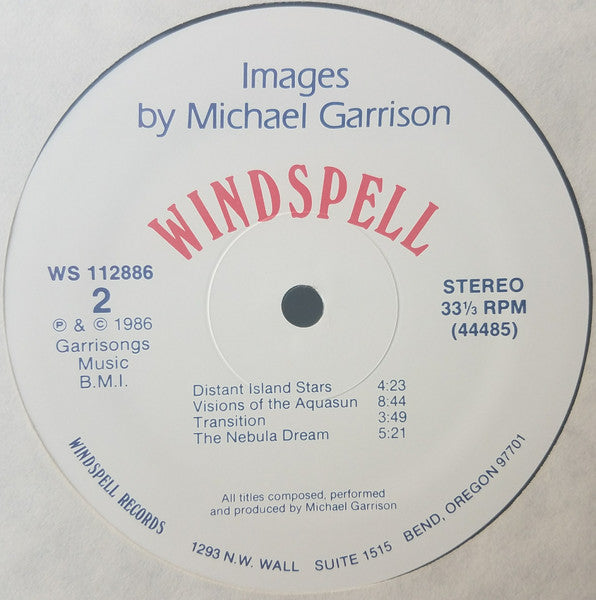 Images
by Michael Garrison
WINDSPELL
WS 112886
2
Ⓟ & © 1986
Garrisongs
Music
B.M.I.
STEREO
33⅓ RPM
(44485)
Distant Island Stars 4:23
Visions of the Aquasun 8:44
Transition 3:49
The Nebula Dream 5:21
All titles composed, performed
and produced by Michael Garrison
WINDSPELL RECORDS
1293 N.W. WALL SUITE 1515 BEND, OREGON 97701